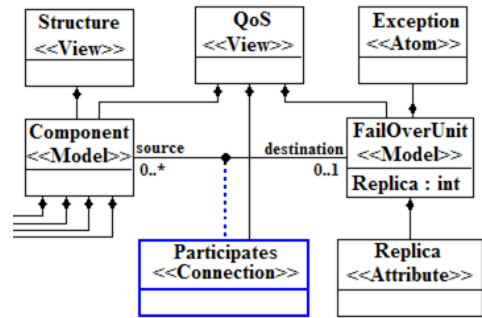 Structure
<<View>>
QoS
<<View>>
Exception
<<Atom>>
Component
<<Model>>
source
0..*
destination
0..1
FailOverUnit
<<Model>>
Replica : int
Participates
<<Connection>>
Replica
<<Attribute>>